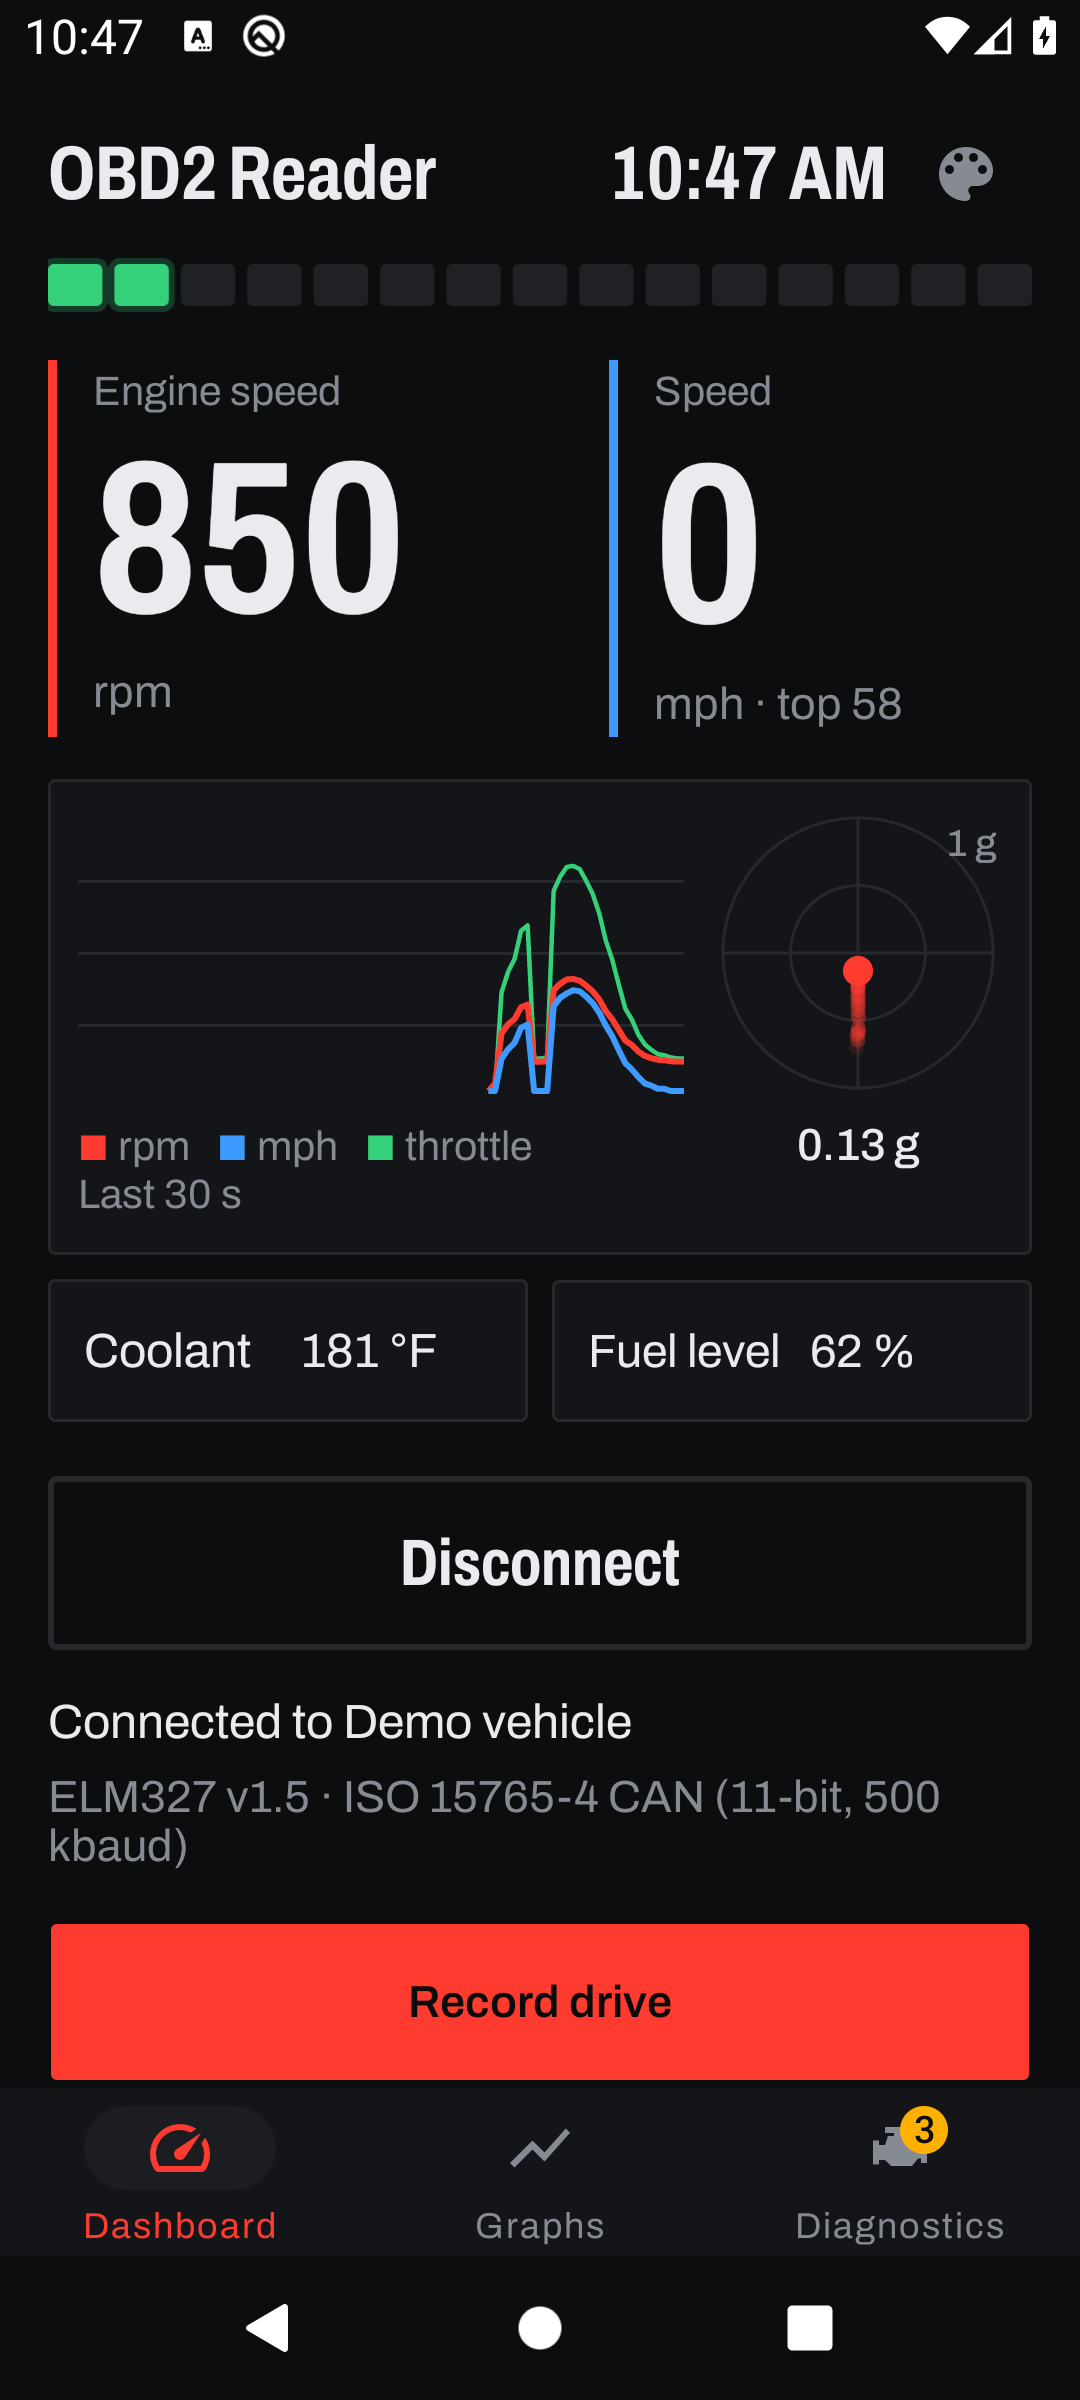 10:47
OBD2 Reader 10:47 AM
Engine speed
850
rpm
Speed
0
mph · top 58
1 g
rpm mph throttle
Last 30 s
0.13 g
Coolant 181 °F
Fuel level 62 %
Disconnect
Connected to Demo vehicle
ELM327 v1.5 · ISO 15765-4 CAN (11-bit, 500
kbaud)
Record drive
3
Dashboard Graphs Diagnostics